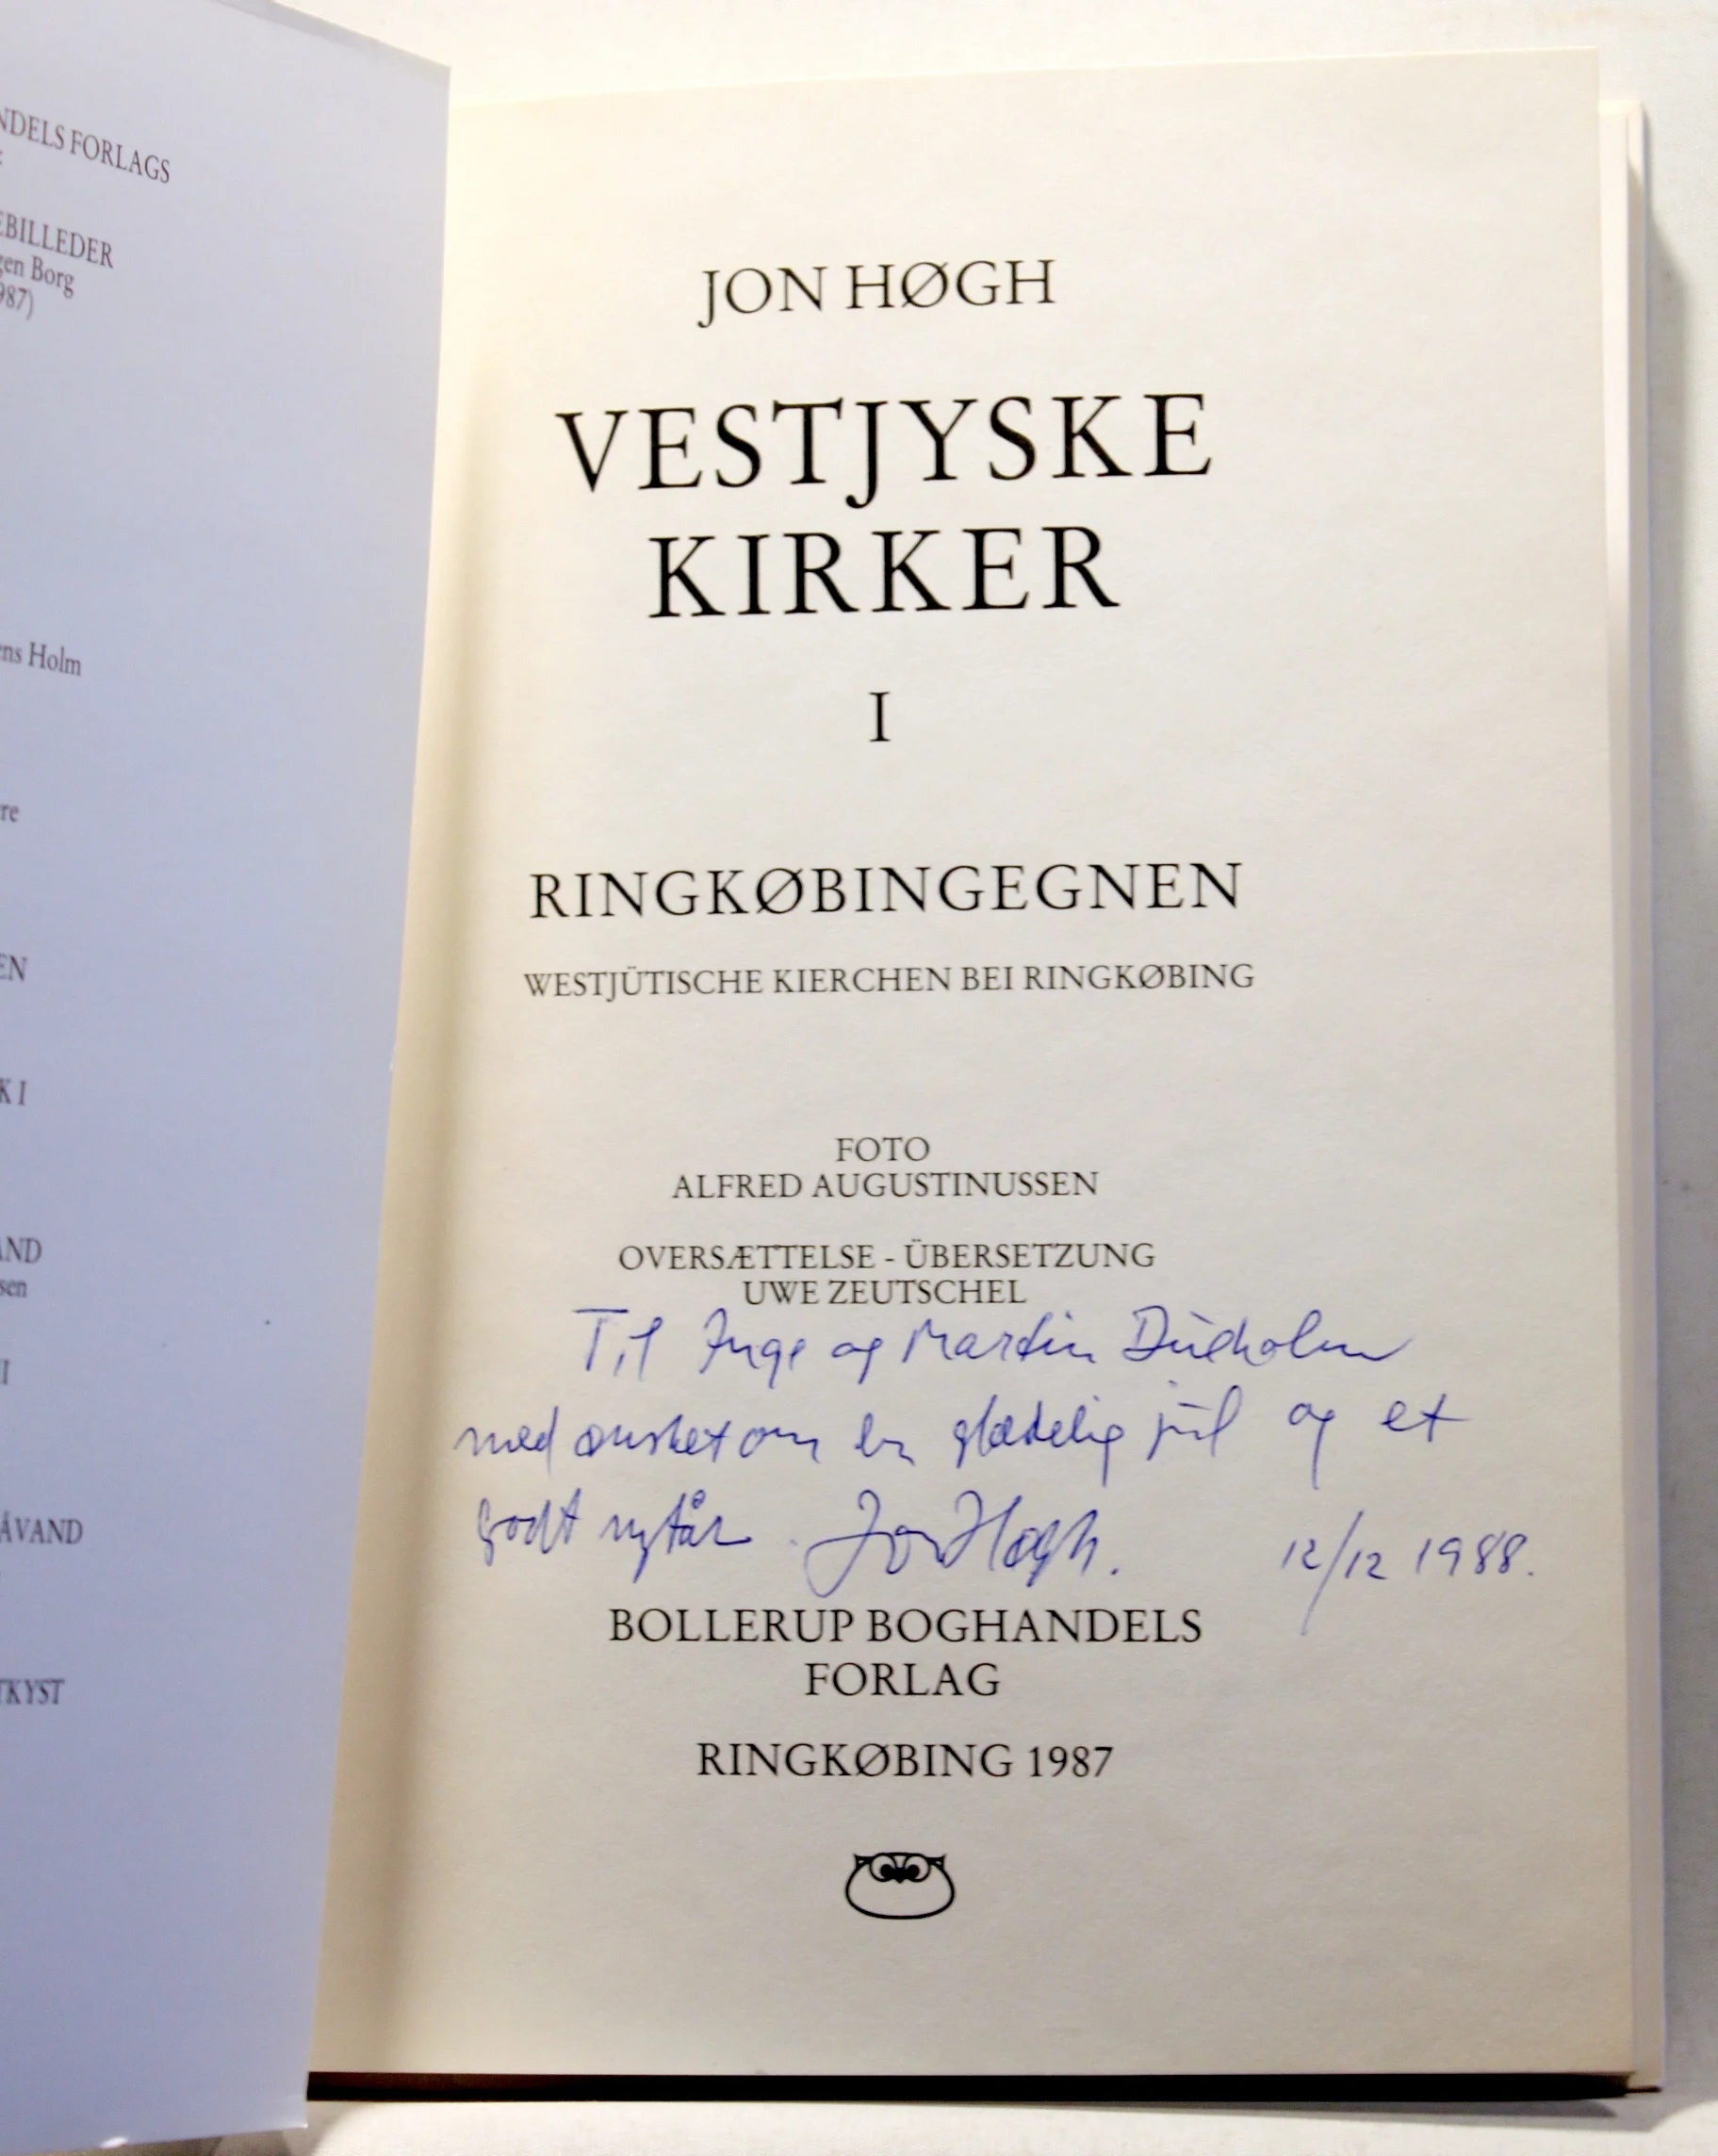 NDELS FORLAGS
EBILLEDER
gen Borg
987)
ens Holm
re
EN
K I
AND
sen
I
ÅVAND
TKYST
JON HØGH
VESTJYSKE
KIRKER
I
RINGKØBINGEGNEN
WESTJÜTISCHE KIERCHEN BEI RINGKØBING
FOTO
ALFRED AUGUSTINUSSEN
OVERSÆTTELSE - ÜBERSETZUNG
UWE ZEUTSCHEL
Til Inge og Martin
med ønsket om en glædelig jul og et
godt nytår. Jon Høgh. 12/12 1988.
BOLLERUP BOGHANDELS
FORLAG
RINGKØBING 1987